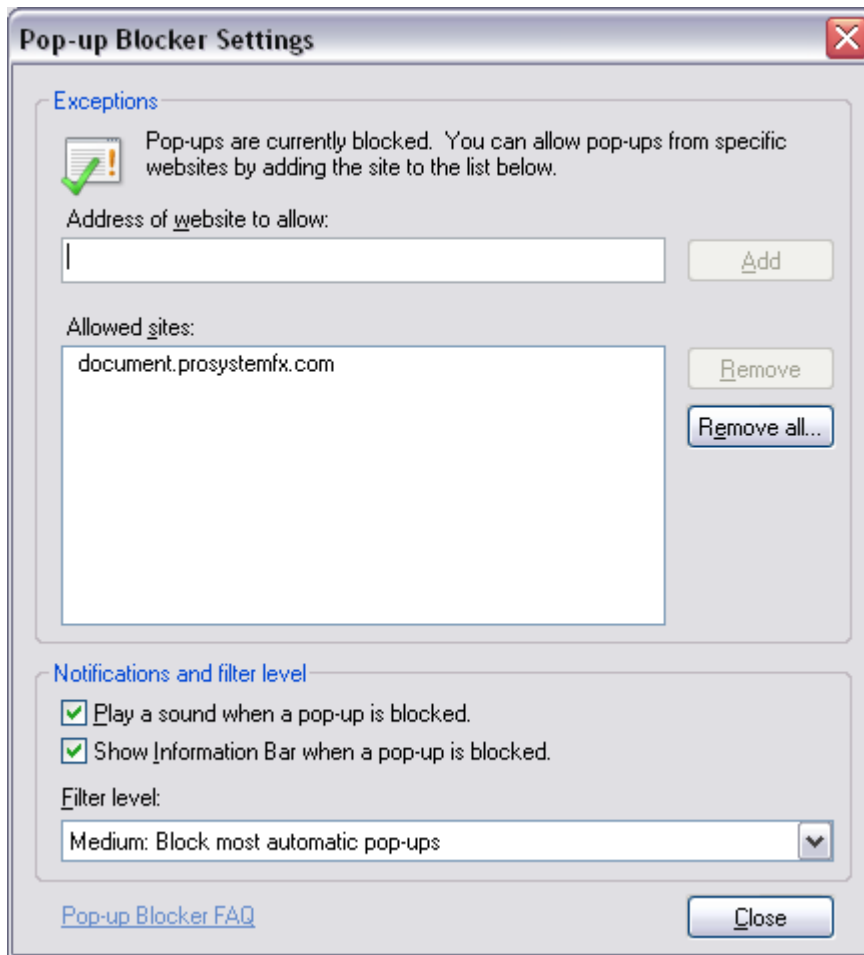 Pop-up Blocker Settings
Exceptions
Pop-ups are currently blocked.  You can allow pop-ups from specific
websites by adding the site to the list below.
Address of website to allow:
Add
Allowed sites:
document.prosystemfx.com
Remove
Remove all...
Notifications and filter level
Play a sound when a pop-up is blocked.
Show Information Bar when a pop-up is blocked.
Filter level:
Medium: Block most automatic pop-ups
Pop-up Blocker FAQ
Close